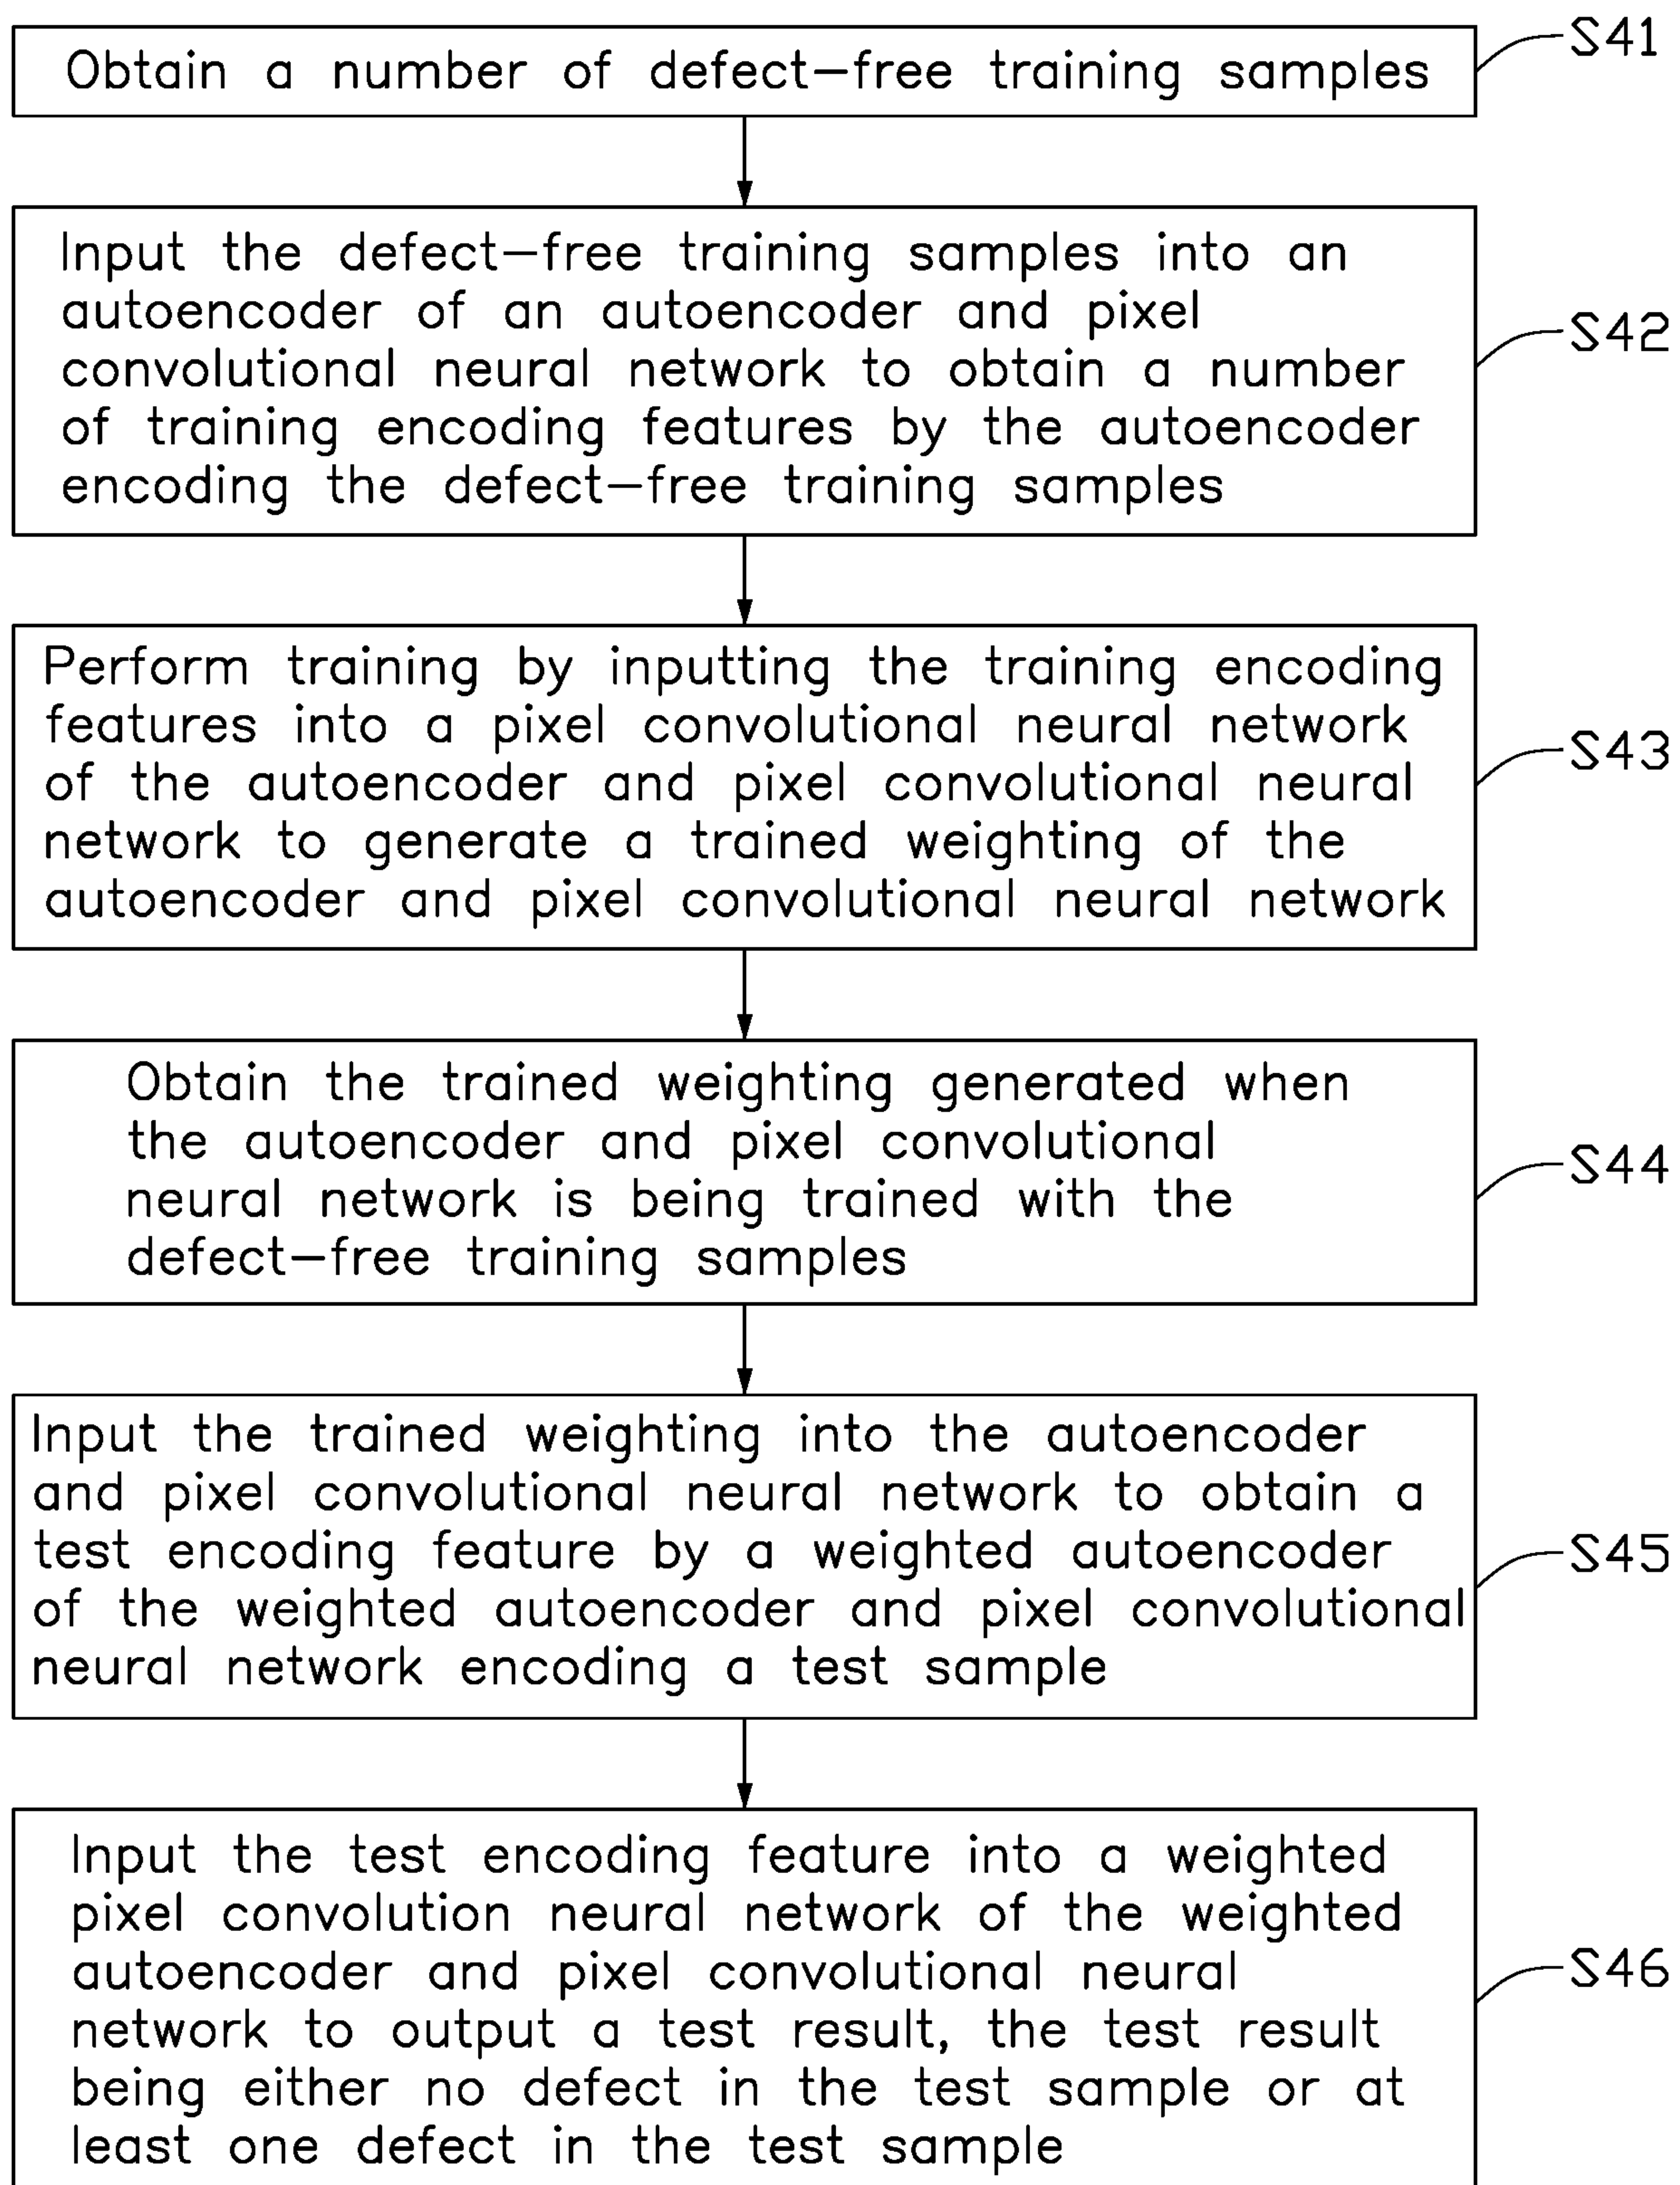 Obtain a number of defect-free training samples
S41
Input the defect-free training samples into an
autoencoder of an autoencoder and pixel
convolutional neural network to obtain a number
of training encoding features by the autoencoder
encoding the defect-free training samples
S42
Perform training by inputting the training encoding
features into a pixel convolutional neural network
of the autoencoder and pixel convolutional neural
network to generate a trained weighting of the
autoencoder and pixel convolutional neural network
S43
Obtain the trained weighting generated when
the autoencoder and pixel convolutional
neural network is being trained with the
defect-free training samples
S44
Input the trained weighting into the autoencoder
and pixel convolutional neural network to obtain a
test encoding feature by a weighted autoencoder
of the weighted autoencoder and pixel convolutional
neural network encoding a test sample
S45
Input the test encoding feature into a weighted
pixel convolution neural network of the weighted
autoencoder and pixel convolutional neural
network to output a test result, the test result
being either no defect in the test sample or at
least one defect in the test sample
S46